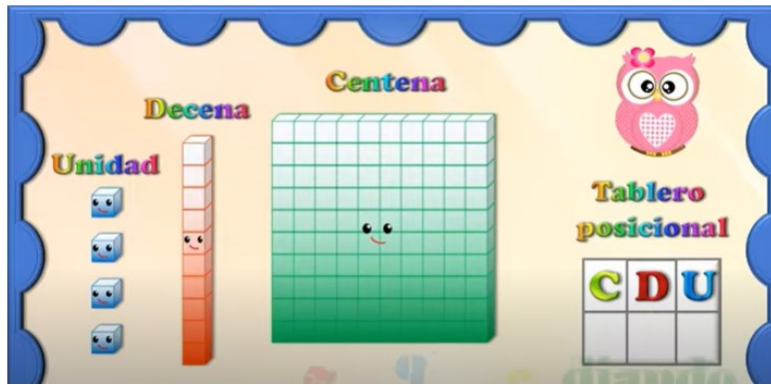 Centena
Decena
Unidad
Tablero
posicional
C D U